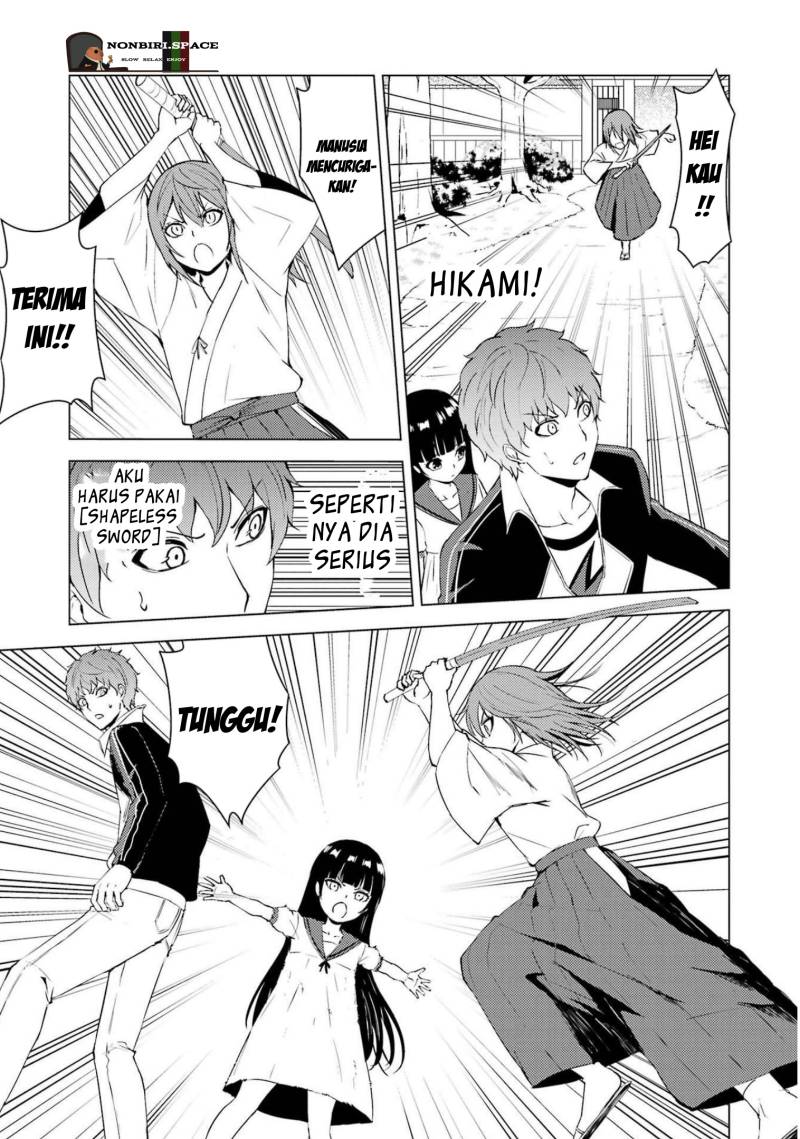 NONBIRI.SPACE
SLOW RELAX ENJOY
HEI
KAU
!!
HIKAMI!
MANUSIA
MENCURIGA-
KAN!
TERIMA
INI!!
SEPERTI
NYA DIA
SERIUS
AKU
HARUS PAKAI
[SHAPELESS
SWORD]
TUNGGU!